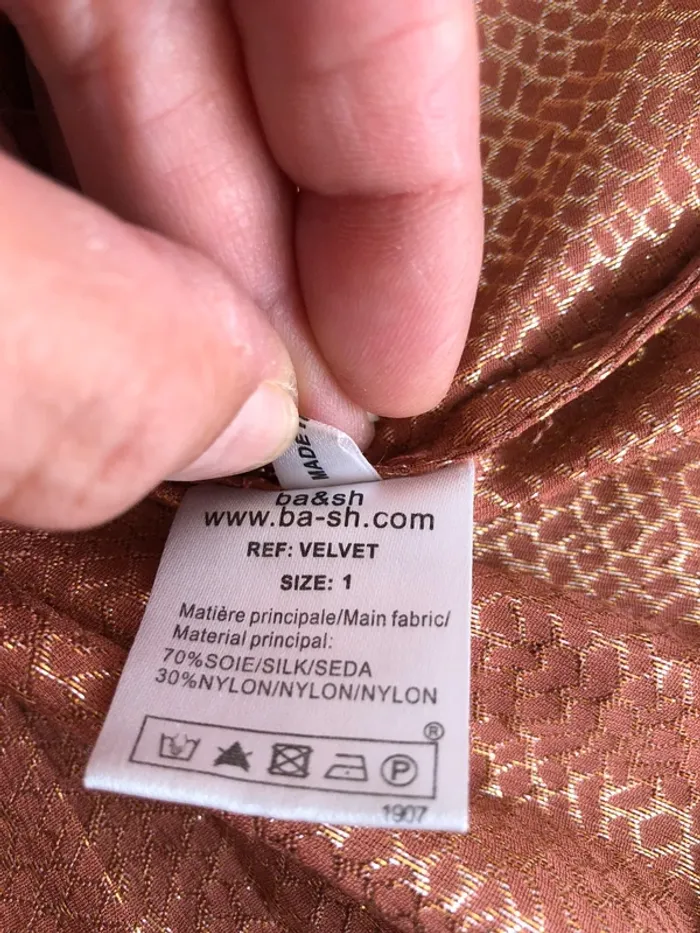 MADE
ba&sh
www.ba-sh.com
REF: VELVET
SIZE: 1
Matière principale/Main fabric/
Material principal:
70%SOIE/SILK/SEDA
30%NYLON/NYLON/NYLON
®
P
1907